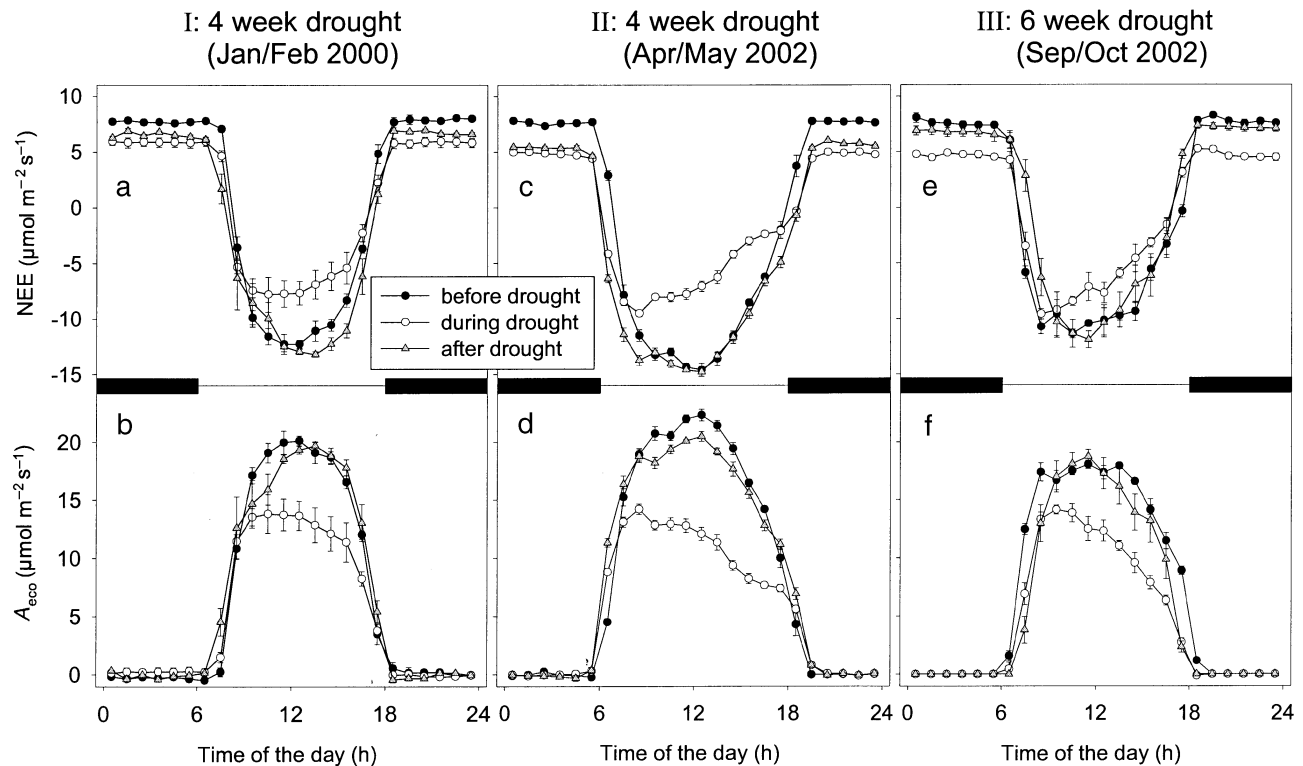 I: 4 week drought
(Jan/Feb 2000)
II: 4 week drought
(Apr/May 2002)
III: 6 week drought
(Sep/Oct 2002)
NEE (μmol m⁻² s⁻¹)
10
5
0
-5
-10
-15
a
c
e
before drought
during drought
after drought
Aeco (μmol m⁻² s⁻¹)
20
15
10
5
0
b
d
f
0 6 12 18 24
0 6 12 18 24
0 6 12 18 24
Time of the day (h)
Time of the day (h)
Time of the day (h)